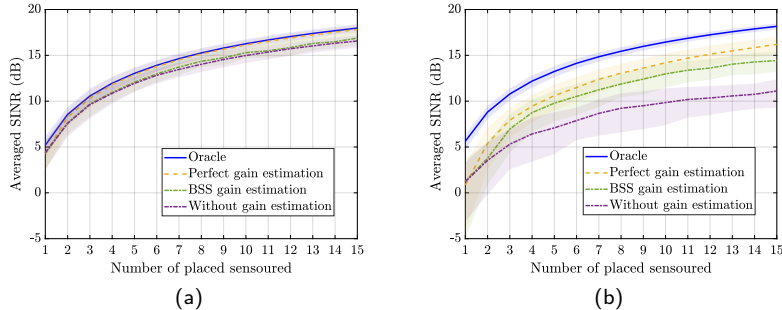 20
15
10
5
0
-5
Averaged SINR (dB)
Oracle
Perfect gain estimation
BSS gain estimation
Without gain estimation
1 2 3 4 5 6 7 8 9 10 11 12 13 14 15
Number of placed sensoured
(a)
20
15
10
5
0
-5
Averaged SINR (dB)
Oracle
Perfect gain estimation
BSS gain estimation
Without gain estimation
1 2 3 4 5 6 7 8 9 10 11 12 13 14 15
Number of placed sensoured
(b)